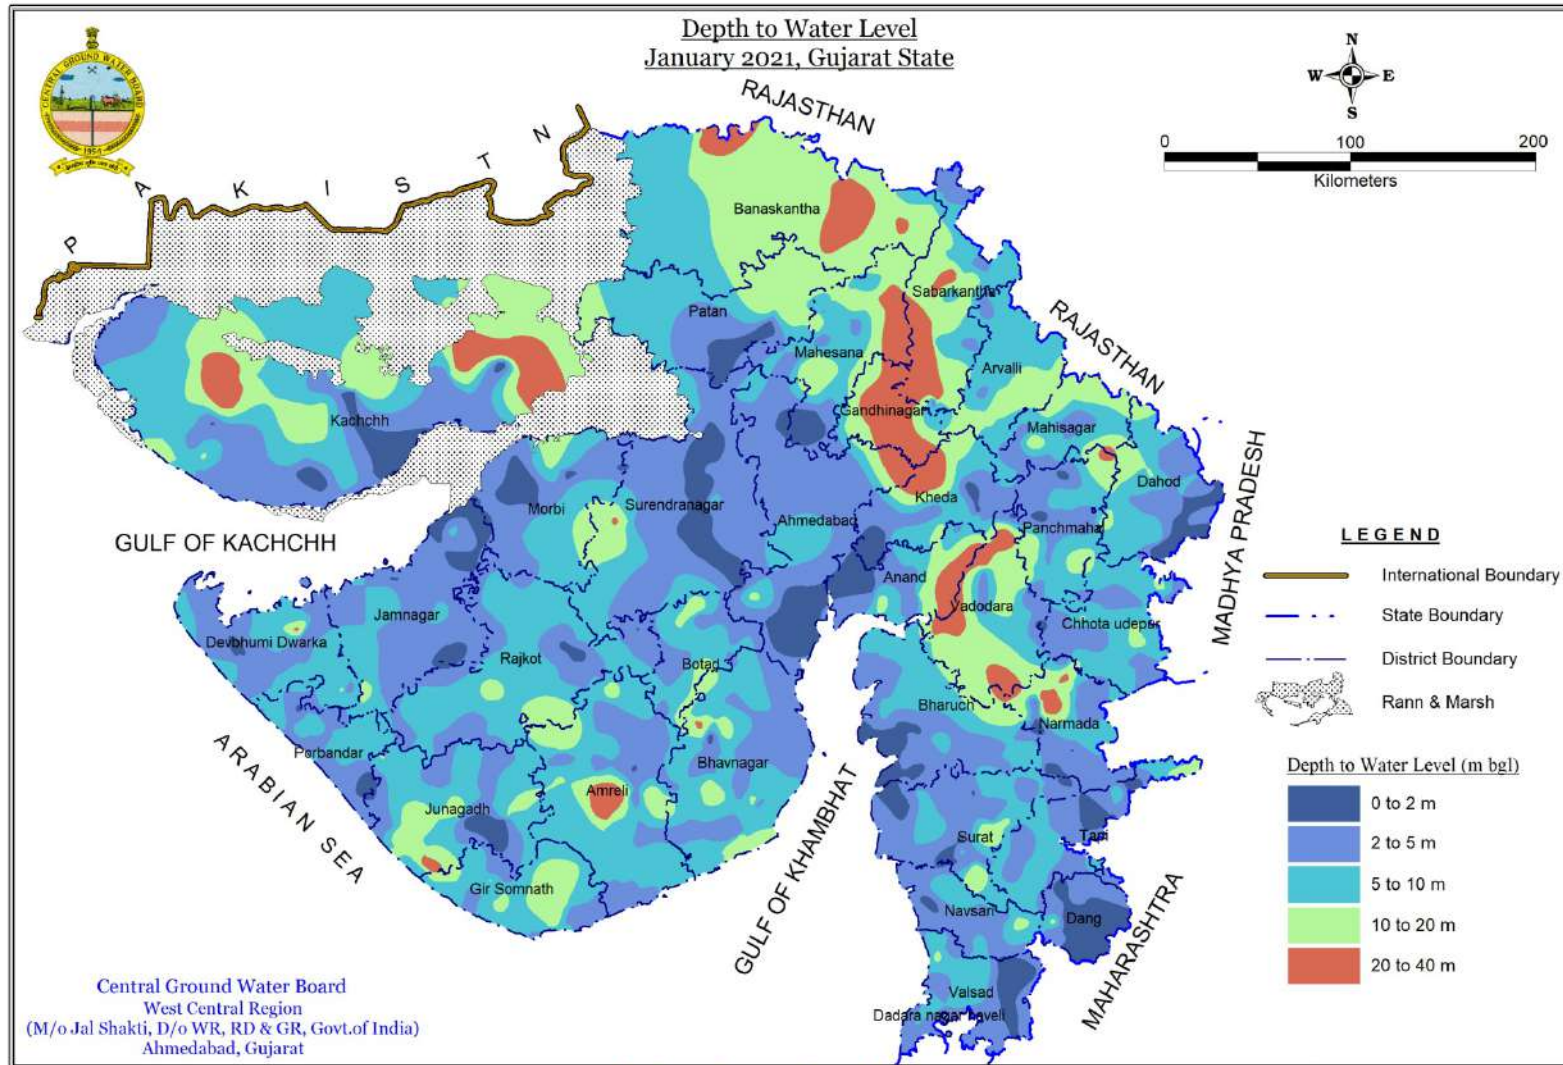 Depth to Water Level
January 2021, Gujarat State
CENTRAL GROUND WATER BOARD
1954
N
W E
S
0 100 200
Kilometers
RAJASTHAN
P A K I S T N
Banaskantha
Sabarkantha
RAJASTHAN
Patan
Mahesana
Arvalli
Gandhinagar
Kachchh
Mahisagar
Dahod
MADHYA PRADESH
Kheda
Morbi
Surendranagar
Ahmedabad
Panchmahal
GULF OF KACHCHH
Anand
Vadodara
Jamnagar
Chhota udepur
Devbhumi Dwarka
Rajkot
Botad
Bharuch
Narmada
Porbandar
Bhavnagar
ARABIAN SEA
Junagadh
Amreli
GULF OF KHAMBHAT
Surat
Tapi
Gir Somnath
Navsari
Dang
MAHARASHTRA
Valsad
Dadara nagar haveli
LEGEND
International Boundary
State Boundary
District Boundary
Rann & Marsh
Depth to Water Level (m bgl)
0 to 2 m
2 to 5 m
5 to 10 m
10 to 20 m
20 to 40 m
Central Ground Water Board
West Central Region
(M/o Jal Shakti, D/o WR, RD & GR, Govt.of India)
Ahmedabad, Gujarat